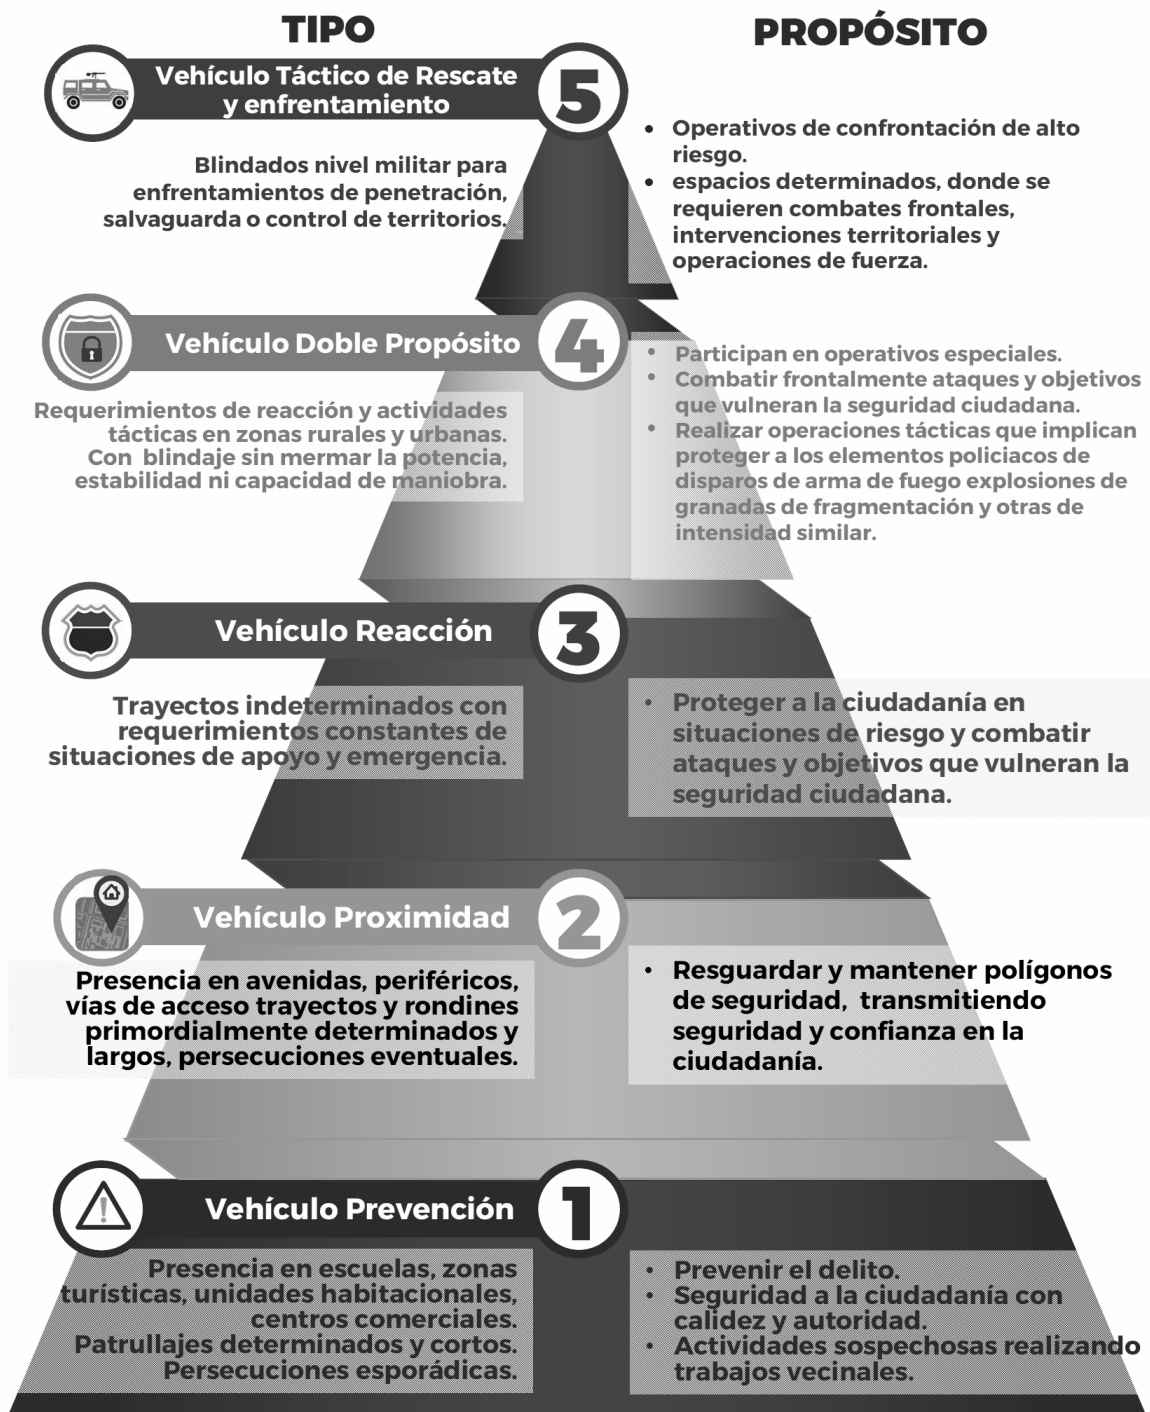 TIPO
PROPÓSITO
Vehículo Táctico de Rescate
y enfrentamiento
5
Blindados nivel militar para
enfrentamientos de penetración,
salvaguarda o control de territorios.
• Operativos de confrontación de alto
riesgo.
• espacios determinados, donde se
requieren combates frontales,
intervenciones territoriales y
operaciones de fuerza.
Vehículo Doble Propósito
4
Requerimientos de reacción y actividades
tácticas en zonas rurales y urbanas.
Con blindaje sin mermar la potencia,
estabilidad ni capacidad de maniobra.
• Participan en operativos especiales.
• Combatir frontalmente ataques y objetivos
que vulneran la seguridad ciudadana.
• Realizar operaciones tácticas que implican
proteger a los elementos policiacos de
disparos de arma de fuego explosiones de
granadas de fragmentación y otras de
intensidad similar.
Vehículo Reacción
3
Trayectos indeterminados con
requerimientos constantes de
situaciones de apoyo y emergencia.
• Proteger a la ciudadanía en
situaciones de riesgo y combatir
ataques y objetivos que vulneran la
seguridad ciudadana.
Vehículo Proximidad
2
Presencia en avenidas, periféricos,
vías de acceso trayectos y rondines
primordialmente determinados y
largos, persecuciones eventuales.
• Resguardar y mantener polígonos
de seguridad, transmitiendo
seguridad y confianza en la
ciudadanía.
Vehículo Prevención
1
Presencia en escuelas, zonas
turísticas, unidades habitacionales,
centros comerciales.
Patrullajes determinados y cortos.
Persecuciones esporádicas.
• Prevenir el delito.
• Seguridad a la ciudadanía con
calidez y autoridad.
• Actividades sospechosas realizando
trabajos vecinales.